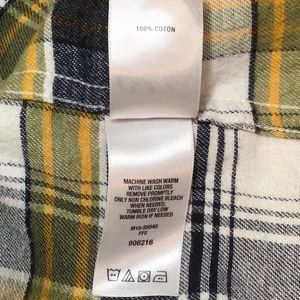 100% COTON
MACHINE WASH WARM
WITH LIKE COLORS
REMOVE PROMPTLY
ONLY NON CHLORINE BLEACH
WHEN NEEDED,
TUMBLE DRY LOW
WARM IRON IF NEEDED
M10-SH540
FFE
906216